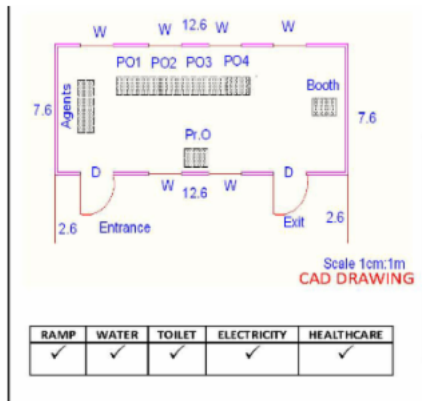 W W 12.6 W W
PO1 PO2 PO3 PO4
Agents
Booth
7.6
7.6
Pr.O
D W 12.6 W D
2.6 Entrance Exit 2.6
Scale 1cm:1m
CAD DRAWING
RAMP WATER TOILET ELECTRICITY HEALTHCARE
✓ ✓ ✓ ✓ ✓